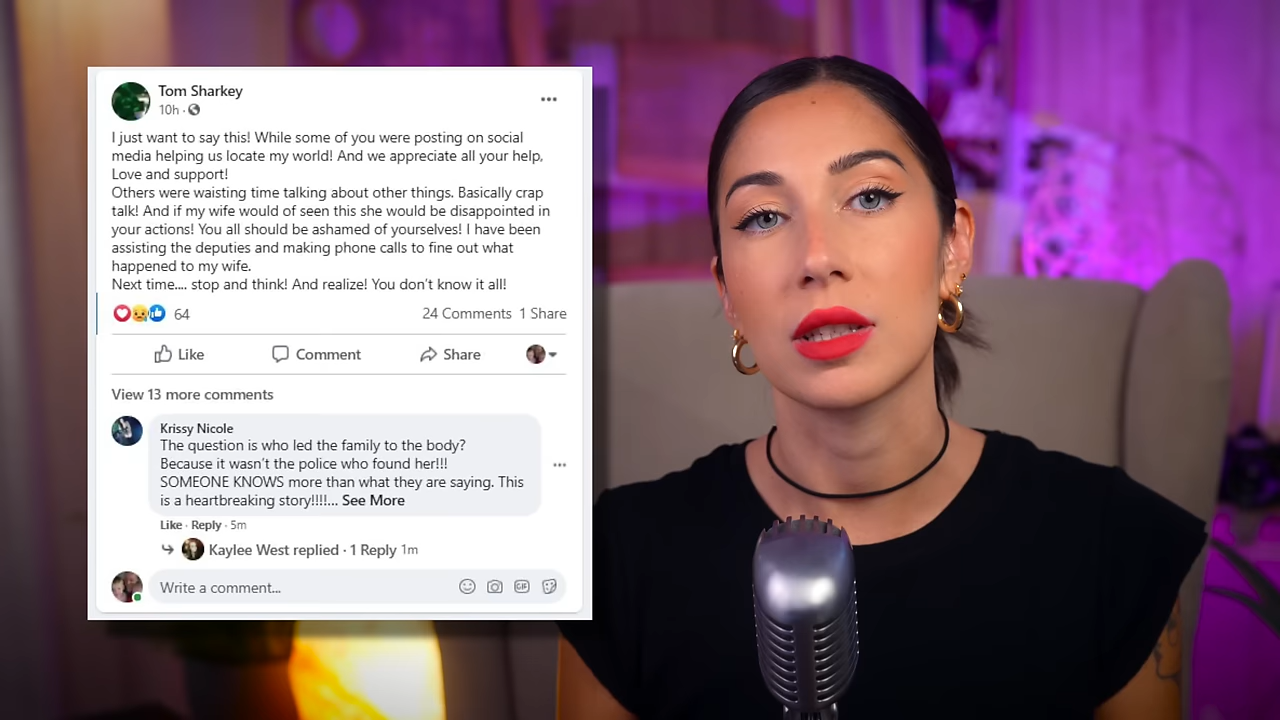 Tom Sharkey
10h ·
I just want to say this! While some of you were posting on social
media helping us locate my world! And we appreciate all your help,
Love and support!
Others were waisting time talking about other things. Basically crap
talk! And if my wife would of seen this she would be disappointed in
your actions! You all should be ashamed of yourselves! I have been
assisting the deputies and making phone calls to fine out what
happened to my wife.
Next time.... stop and think! And realize! You don't know it all!
64
24 Comments 1 Share
Like
Comment
Share
View 13 more comments
Krissy Nicole
The question is who led the family to the body?
Because it wasn't the police who found her!!!
SOMEONE KNOWS more than what they are saying. This
is a heartbreaking story!!!!... See More
Like · Reply · 5m
Kaylee West replied · 1 Reply 1m
Write a comment...
GIF